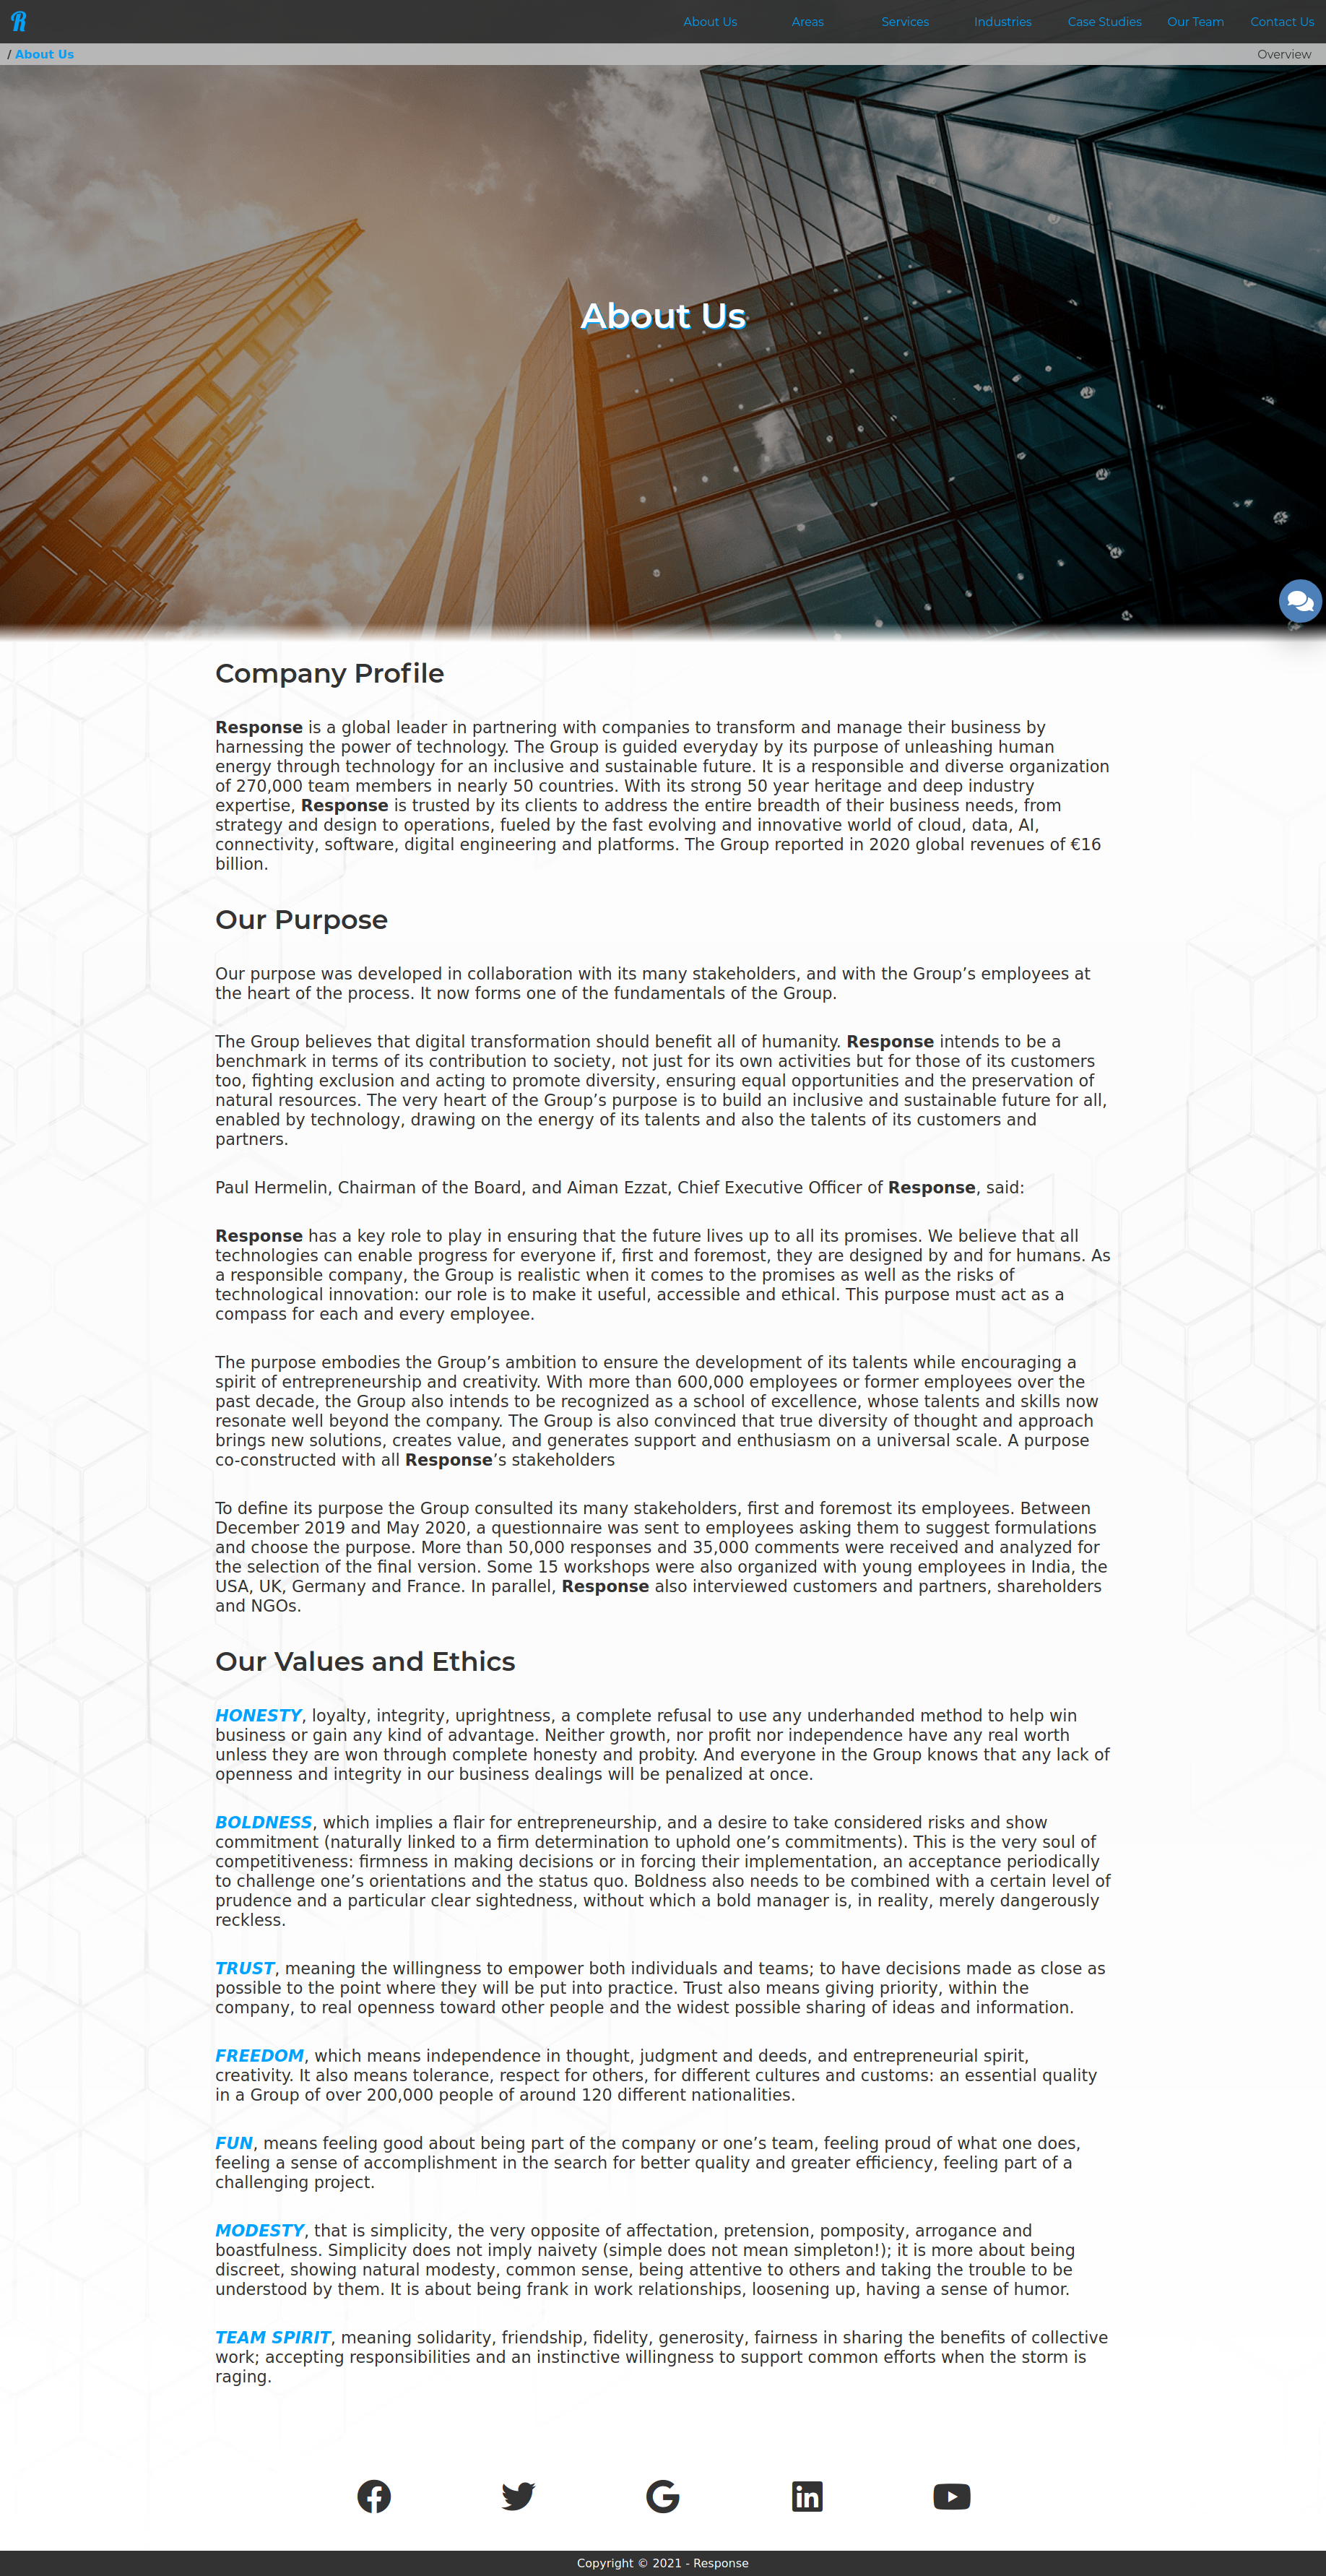 R
About Us Areas Services Industries Case Studies Our Team Contact Us
/ About Us Overview
About Us
Company Profile
Response is a global leader in partnering with companies to transform and manage their business by
harnessing the power of technology. The Group is guided everyday by its purpose of unleashing human
energy through technology for an inclusive and sustainable future. It is a responsible and diverse organization
of 270,000 team members in nearly 50 countries. With its strong 50 year heritage and deep industry
expertise, Response is trusted by its clients to address the entire breadth of their business needs, from
strategy and design to operations, fueled by the fast evolving and innovative world of cloud, data, AI,
connectivity, software, digital engineering and platforms. The Group reported in 2020 global revenues of €16
billion.
Our Purpose
Our purpose was developed in collaboration with its many stakeholders, and with the Group’s employees at
the heart of the process. It now forms one of the fundamentals of the Group.
The Group believes that digital transformation should benefit all of humanity. Response intends to be a
benchmark in terms of its contribution to society, not just for its own activities but for those of its customers
too, fighting exclusion and acting to promote diversity, ensuring equal opportunities and the preservation of
natural resources. The very heart of the Group’s purpose is to build an inclusive and sustainable future for all,
enabled by technology, drawing on the energy of its talents and also the talents of its customers and
partners.
Paul Hermelin, Chairman of the Board, and Aiman Ezzat, Chief Executive Officer of Response, said:
Response has a key role to play in ensuring that the future lives up to all its promises. We believe that all
technologies can enable progress for everyone if, first and foremost, they are designed by and for humans. As
a responsible company, the Group is realistic when it comes to the promises as well as the risks of
technological innovation: our role is to make it useful, accessible and ethical. This purpose must act as a
compass for each and every employee.
The purpose embodies the Group’s ambition to ensure the development of its talents while encouraging a
spirit of entrepreneurship and creativity. With more than 600,000 employees or former employees over the
past decade, the Group also intends to be recognized as a school of excellence, whose talents and skills now
resonate well beyond the company. The Group is also convinced that true diversity of thought and approach
brings new solutions, creates value, and generates support and enthusiasm on a universal scale. A purpose
co-constructed with all Response’s stakeholders
To define its purpose the Group consulted its many stakeholders, first and foremost its employees. Between
December 2019 and May 2020, a questionnaire was sent to employees asking them to suggest formulations
and choose the purpose. More than 50,000 responses and 35,000 comments were received and analyzed for
the selection of the final version. Some 15 workshops were also organized with young employees in India, the
USA, UK, Germany and France. In parallel, Response also interviewed customers and partners, shareholders
and NGOs.
Our Values and Ethics
HONESTY, loyalty, integrity, uprightness, a complete refusal to use any underhanded method to help win
business or gain any kind of advantage. Neither growth, nor profit nor independence have any real worth
unless they are won through complete honesty and probity. And everyone in the Group knows that any lack of
openness and integrity in our business dealings will be penalized at once.
BOLDNESS, which implies a flair for entrepreneurship, and a desire to take considered risks and show
commitment (naturally linked to a firm determination to uphold one’s commitments). This is the very soul of
competitiveness: firmness in making decisions or in forcing their implementation, an acceptance periodically
to challenge one’s orientations and the status quo. Boldness also needs to be combined with a certain level of
prudence and a particular clear sightedness, without which a bold manager is, in reality, merely dangerously
reckless.
TRUST, meaning the willingness to empower both individuals and teams; to have decisions made as close as
possible to the point where they will be put into practice. Trust also means giving priority, within the
company, to real openness toward other people and the widest possible sharing of ideas and information.
FREEDOM, which means independence in thought, judgment and deeds, and entrepreneurial spirit,
creativity. It also means tolerance, respect for others, for different cultures and customs: an essential quality
in a Group of over 200,000 people of around 120 different nationalities.
FUN, means feeling good about being part of the company or one’s team, feeling proud of what one does,
feeling a sense of accomplishment in the search for better quality and greater efficiency, feeling part of a
challenging project.
MODESTY, that is simplicity, the very opposite of affectation, pretension, pomposity, arrogance and
boastfulness. Simplicity does not imply naivety (simple does not mean simpleton!); it is more about being
discreet, showing natural modesty, common sense, being attentive to others and taking the trouble to be
understood by them. It is about being frank in work relationships, loosening up, having a sense of humor.
TEAM SPIRIT, meaning solidarity, friendship, fidelity, generosity, fairness in sharing the benefits of collective
work; accepting responsibilities and an instinctive willingness to support common efforts when the storm is
raging.
Copyright © 2021 - Response